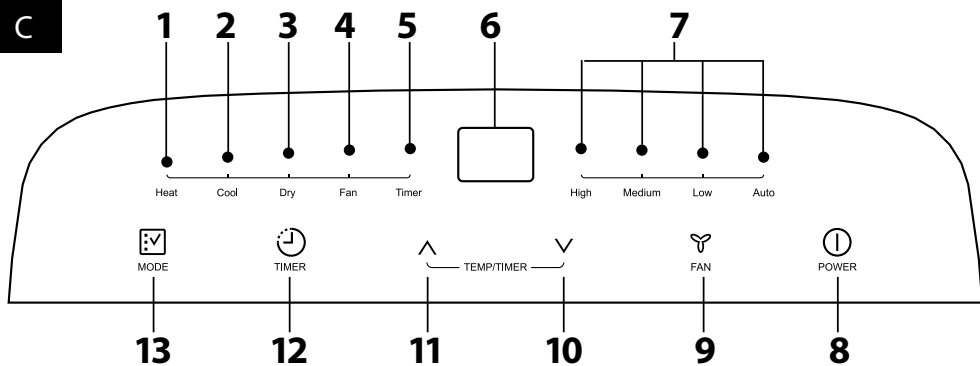 C
1 2 3 4 5 6 7
Heat Cool Dry Fan Timer High Medium Low Auto
MODE TIMER TEMP/TIMER FAN POWER
13 12 11 10 9 8